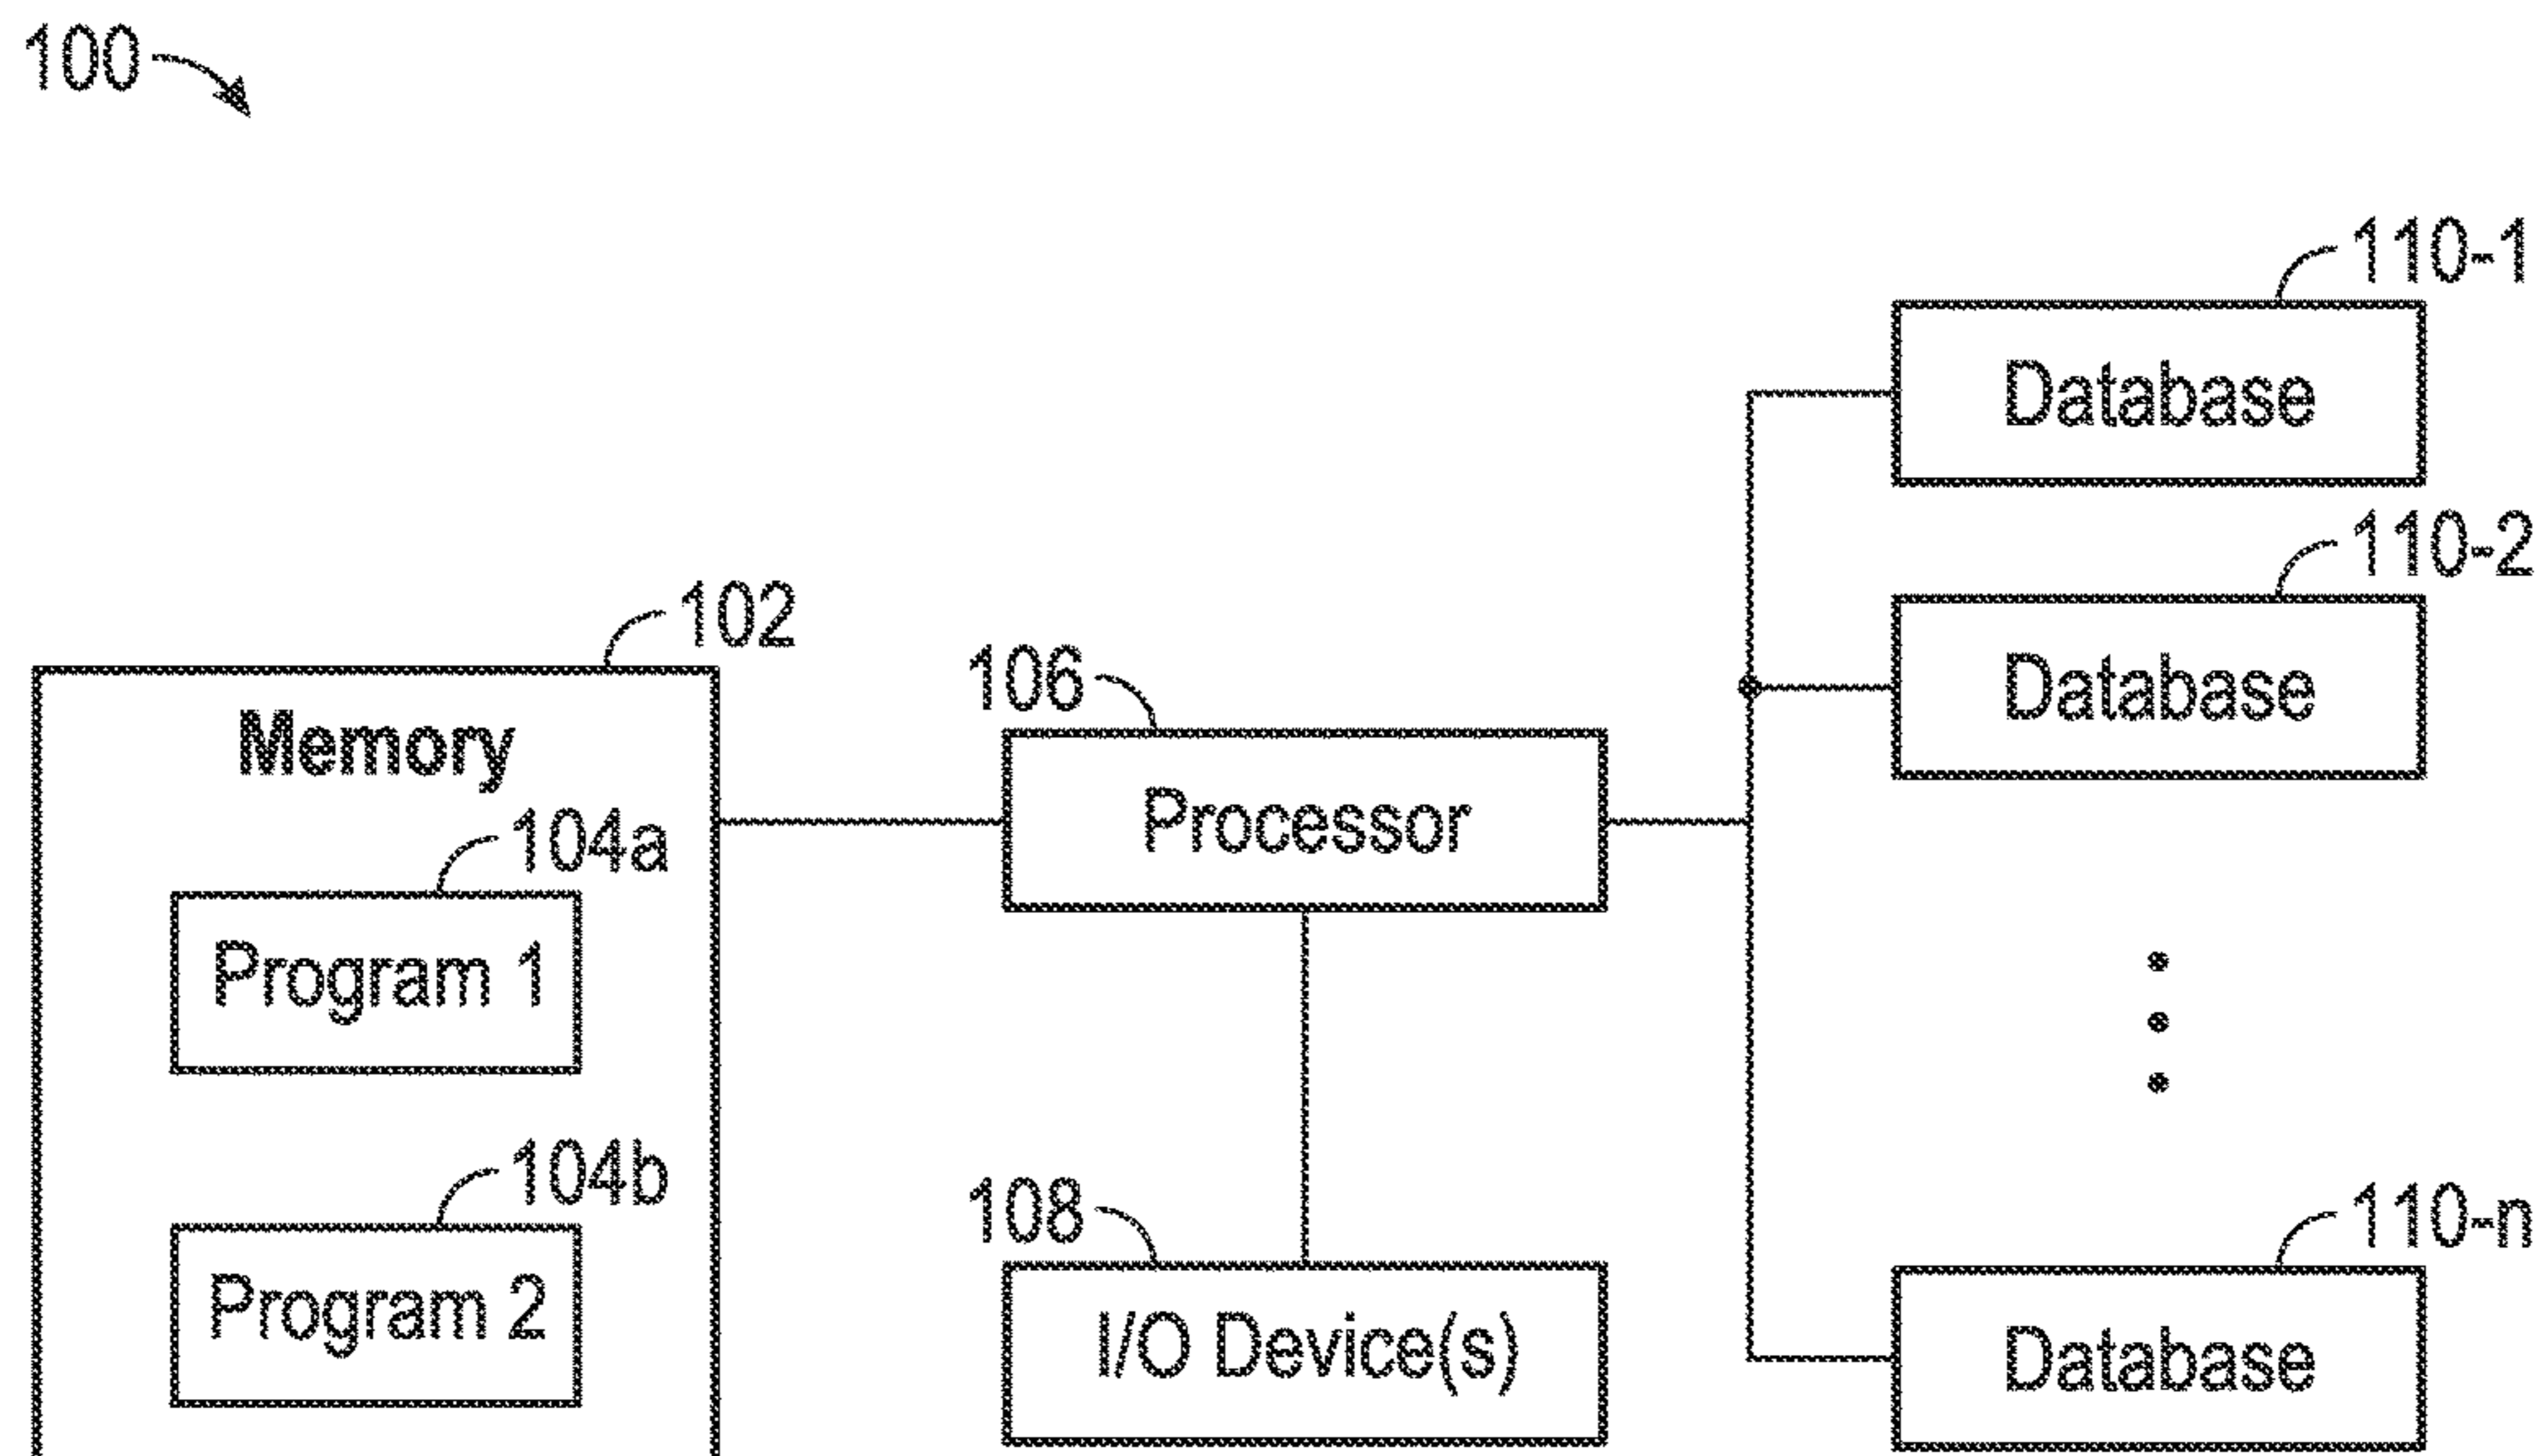 100
110-1
Database
110-2
Database
102
Memory
104a
Program 1
104b
Program 2
106
Processor
108
I/O Device(s)
110-n
Database